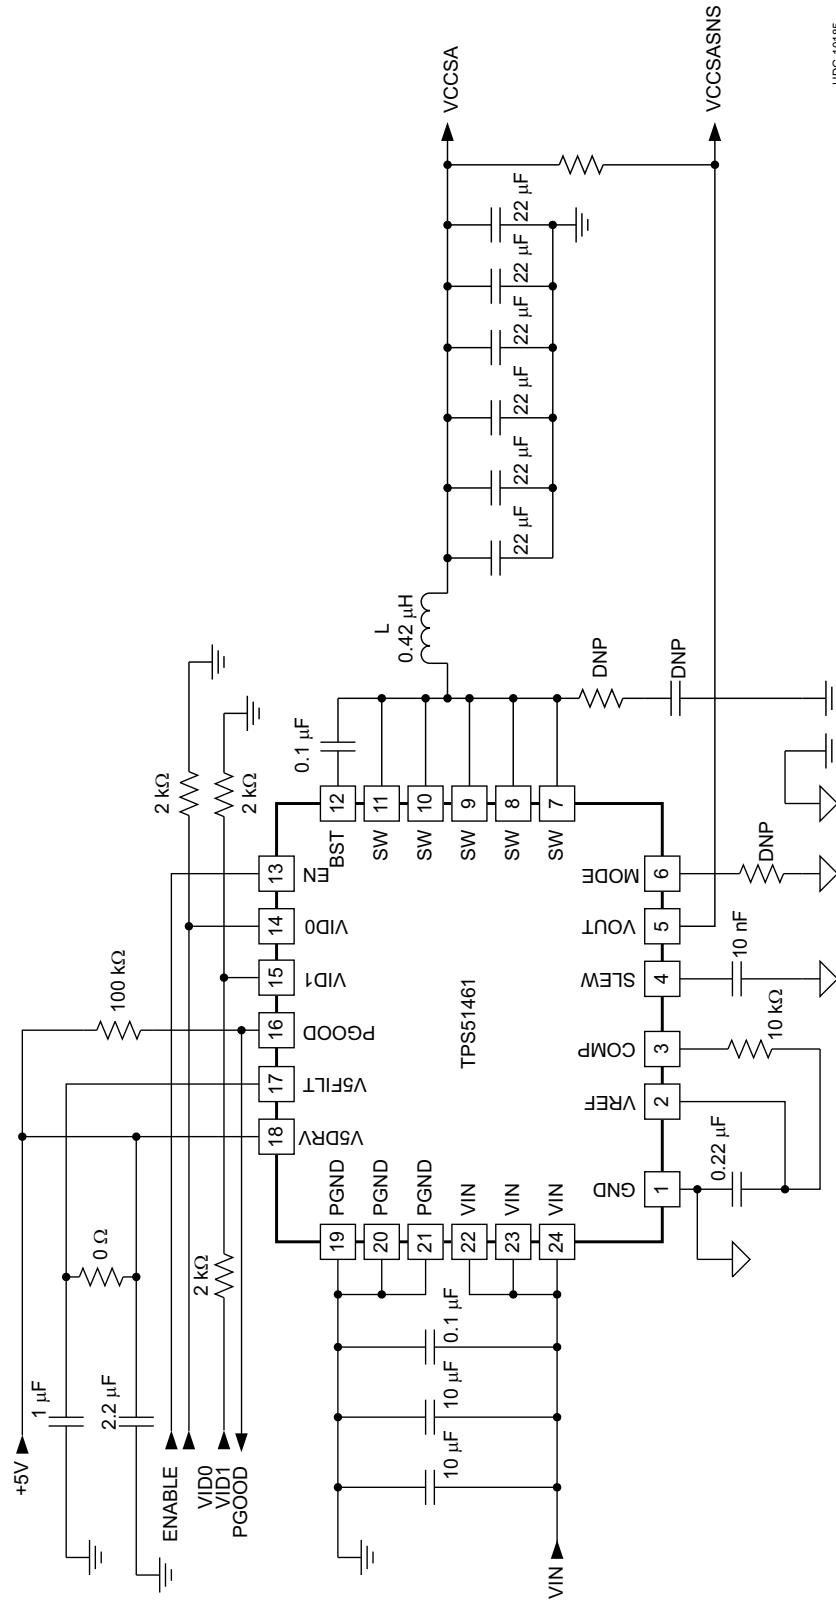 +5V
1 µF
0 Ω
2.2 µF
100 kΩ
ENABLE
VID0
VID1
PGOOD
2 kΩ
2 kΩ
2 kΩ
18
17
16
15
14
13
V5DRV
V5FILT
PGOOD
VID1
VID0
EN
19
PGND
20
PGND
21
PGND
22
VIN
23
VIN
24
VIN
TPS51461
12
BST
11
SW
10
SW
9
SW
8
SW
7
SW
0.1 µF
L
0.42 µH
VCCSA
10 µF
10 µF
0.1 µF
22 µF
22 µF
22 µF
22 µF
22 µF
22 µF
VIN
GND
VREF
COMP
SLEW
VOUT
MODE
1
2
3
4
5
6
DNP
DNP
0.22 µF
10 kΩ
10 nF
DNP
VCCSASNS